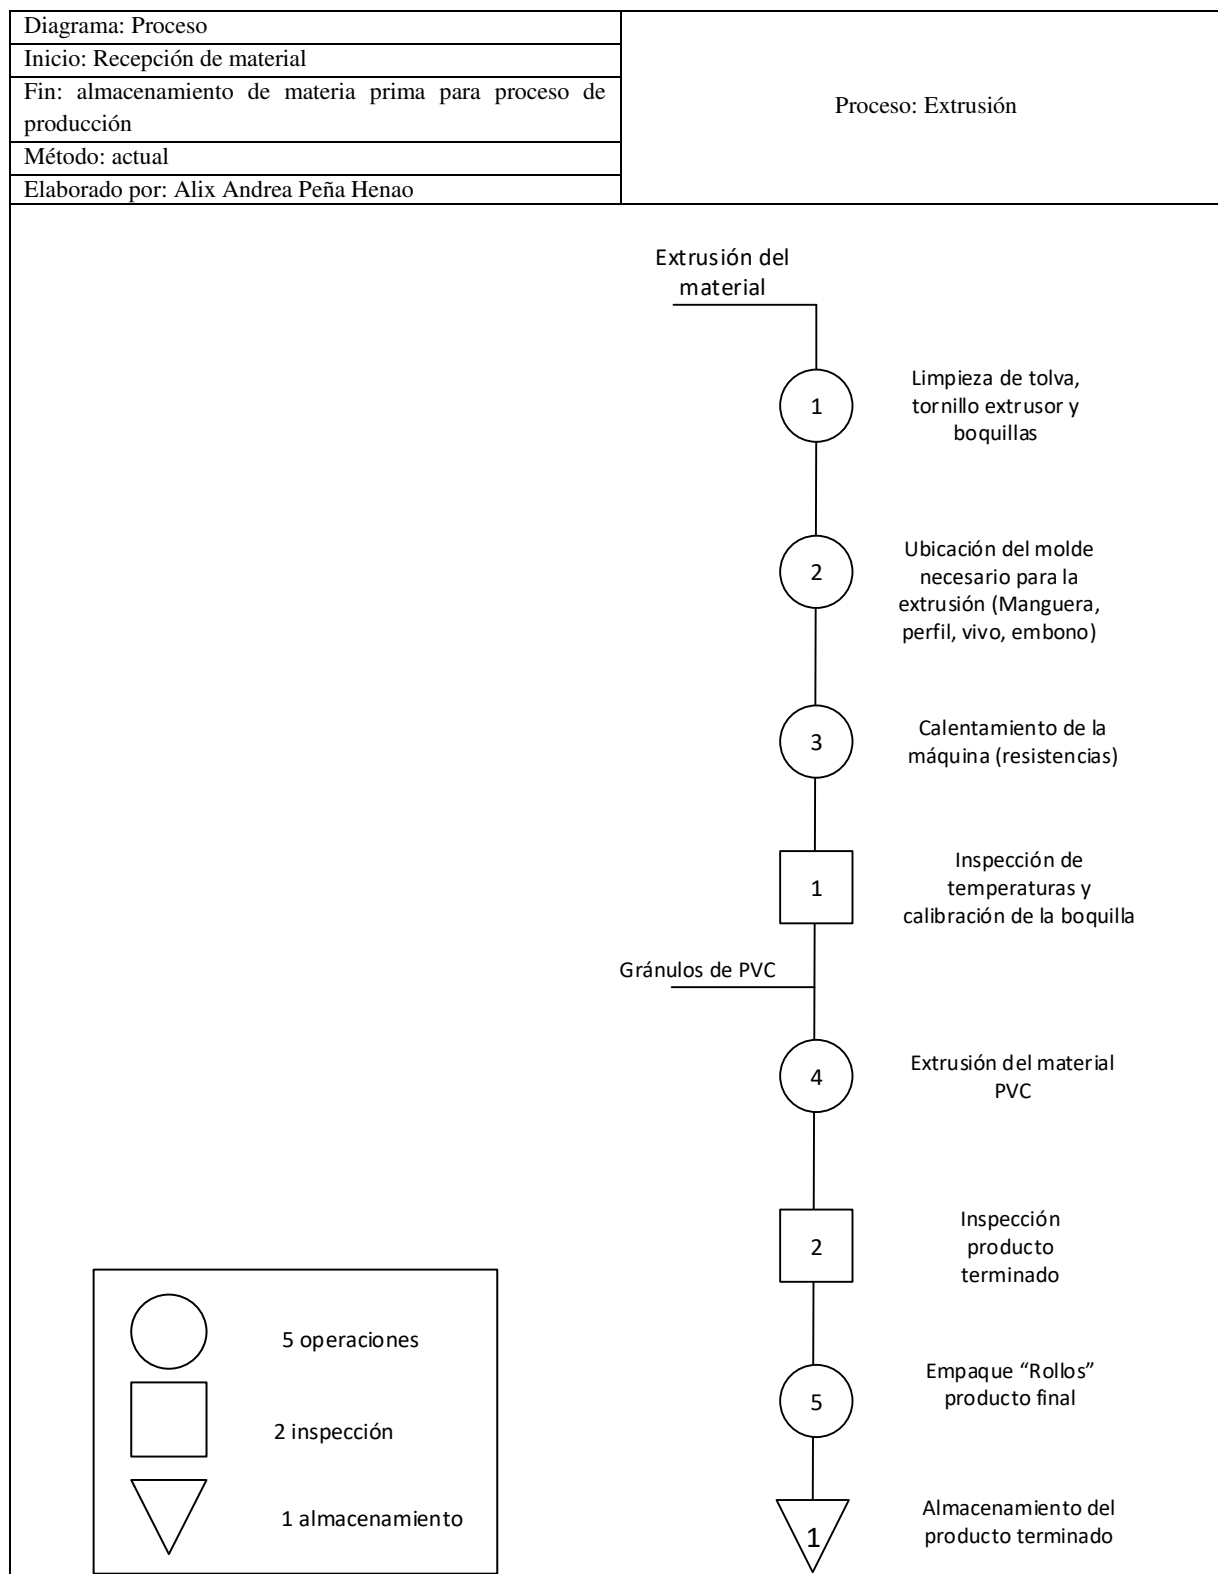 Diagrama: Proceso
Inicio: Recepción de material
Fin: almacenamiento de materia prima para proceso de
producción
Método: actual
Elaborado por: Alix Andrea Peña Henao
Proceso: Extrusión
Extrusión del
material
1
Limpieza de tolva,
tornillo extrusor y
boquillas
2
Ubicación del molde
necesario para la
extrusión (Manguera,
perfil, vivo, embono)
3
Calentamiento de la
máquina (resistencias)
1
Inspección de
temperaturas y
calibración de la boquilla
Gránulos de PVC
4
Extrusión del material
PVC
2
Inspección
producto
terminado
5
Empaque “Rollos”
producto final
1
Almacenamiento del
producto terminado
5 operaciones
2 inspección
1 almacenamiento